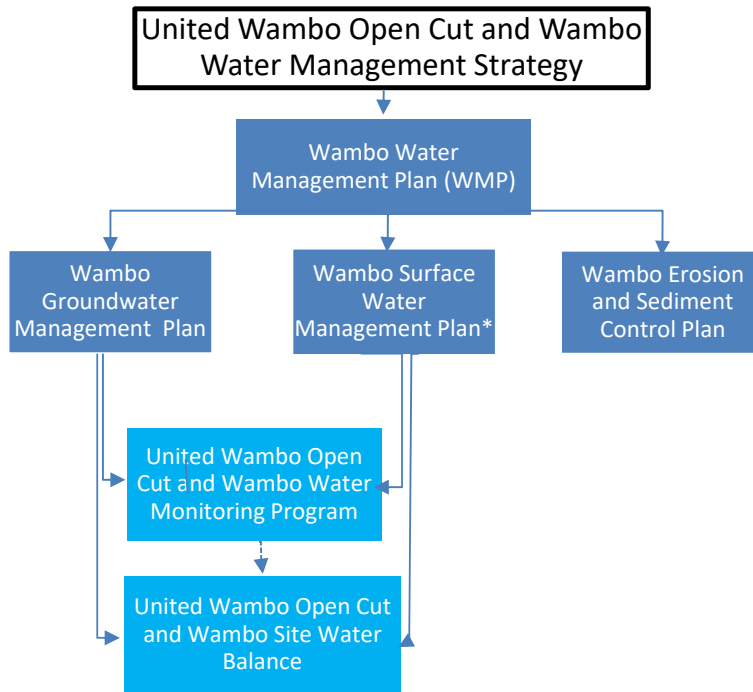 United Wambo Open Cut and Wambo
Water Management Strategy
Wambo Water
Management Plan (WMP)
Wambo
Groundwater
Management Plan
Wambo Surface
Water
Management Plan*
Wambo Erosion
and Sediment
Control Plan
United Wambo Open
Cut and Wambo Water
Monitoring Program
United Wambo Open Cut
and Wambo Site Water
Balance